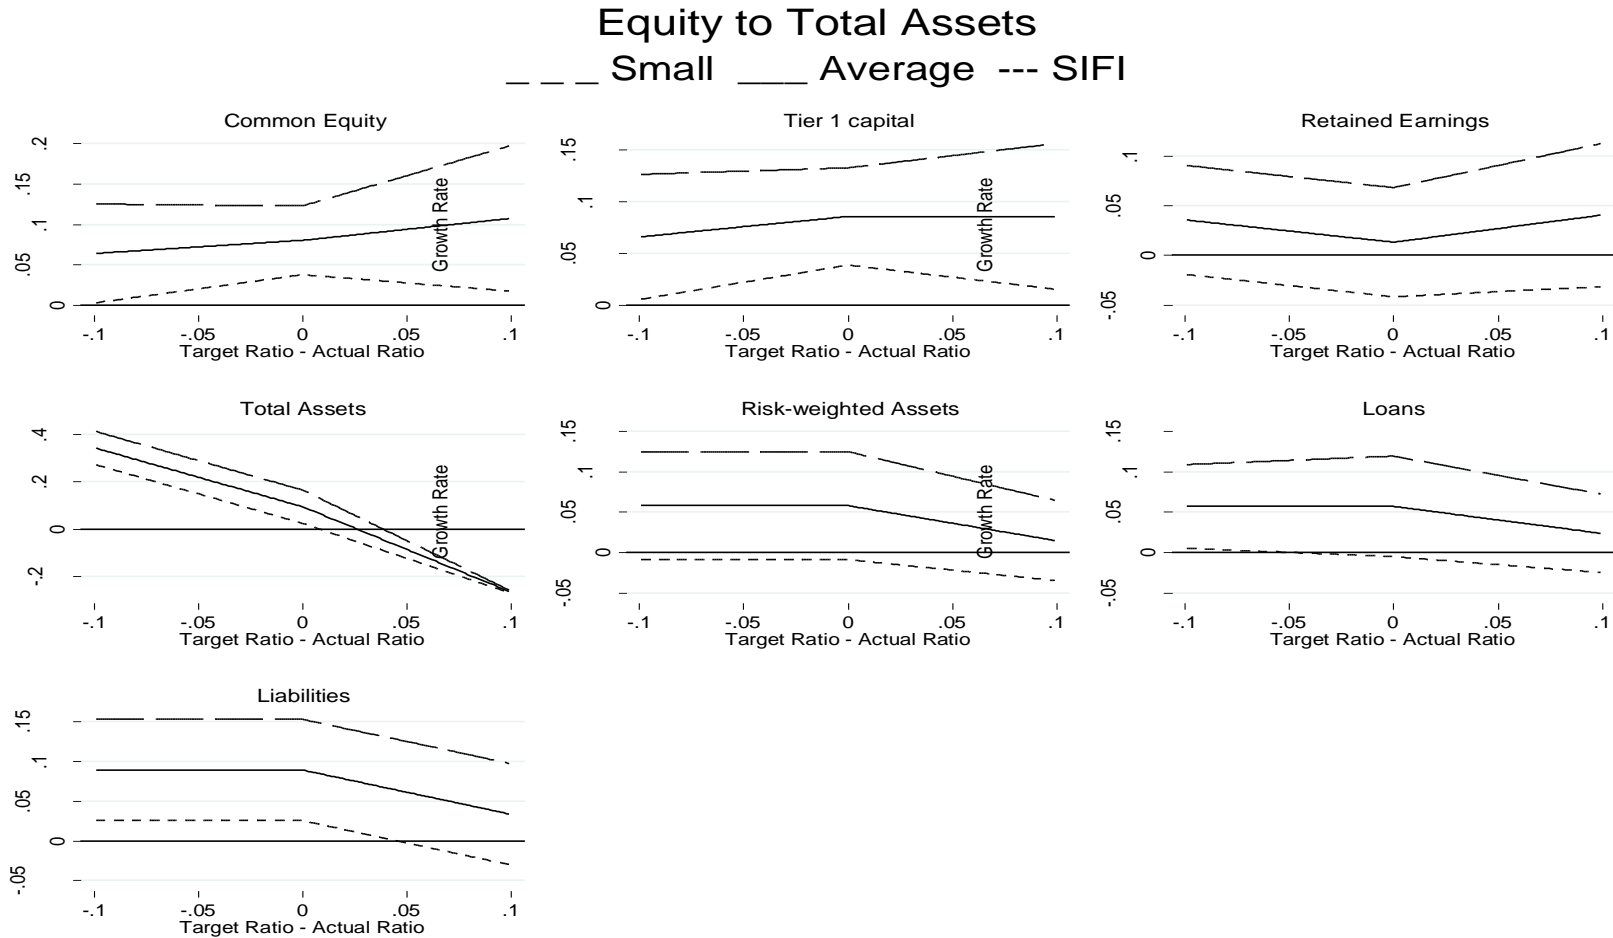 Equity to Total Assets
_ _ _ Small ___ Average --- SIFI
Common Equity
.2
.15
.1
.05
0
Growth Rate
-.1 -.05 0 .05 .1
Target Ratio - Actual Ratio
Tier 1 capital
.15
.1
.05
0
Growth Rate
-.1 -.05 0 .05 .1
Target Ratio - Actual Ratio
Retained Earnings
.1
.05
0
-.05
-.1 -.05 0 .05 .1
Target Ratio - Actual Ratio
Total Assets
.4
.2
0
-.2
Growth Rate
-.1 -.05 0 .05 .1
Target Ratio - Actual Ratio
Risk-weighted Assets
.15
.1
.05
0
-.05
Growth Rate
-.1 -.05 0 .05 .1
Target Ratio - Actual Ratio
Loans
.15
.1
.05
0
-.05
-.1 -.05 0 .05 .1
Target Ratio - Actual Ratio
Liabilities
.15
.1
.05
0
-.05
-.1 -.05 0 .05 .1
Target Ratio - Actual Ratio